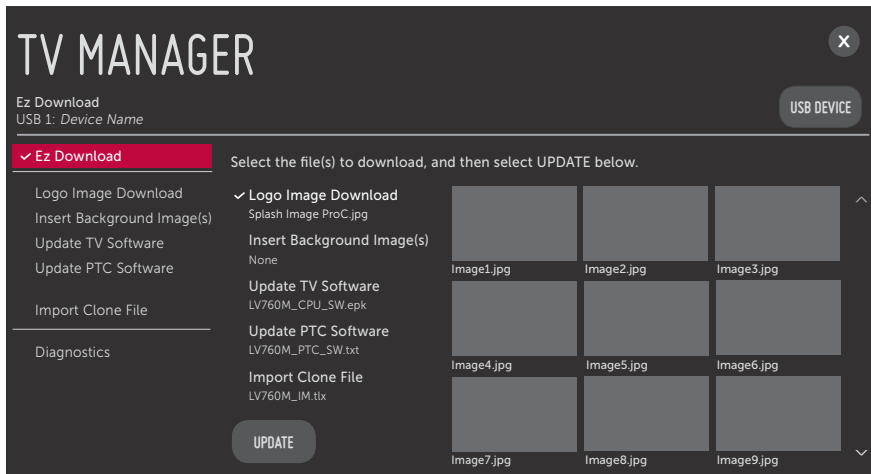 TV MANAGER
X
Ez Download
USB 1: Device Name
USB DEVICE
Ez Download
Logo Image Download
Insert Background Image(s)
Update TV Software
Update PTC Software
Import Clone File
Diagnostics
Select the file(s) to download, and then select UPDATE below.
Logo Image Download
Splash Image ProC.jpg
Insert Background Image(s)
None
Update TV Software
LV760M_CPU_SW.epk
Update PTC Software
LV760M_PTC_SW.txt
Import Clone File
LV760M_IM.tlx
UPDATE
Image1.jpg
Image2.jpg
Image3.jpg
Image4.jpg
Image5.jpg
Image6.jpg
Image7.jpg
Image8.jpg
Image9.jpg